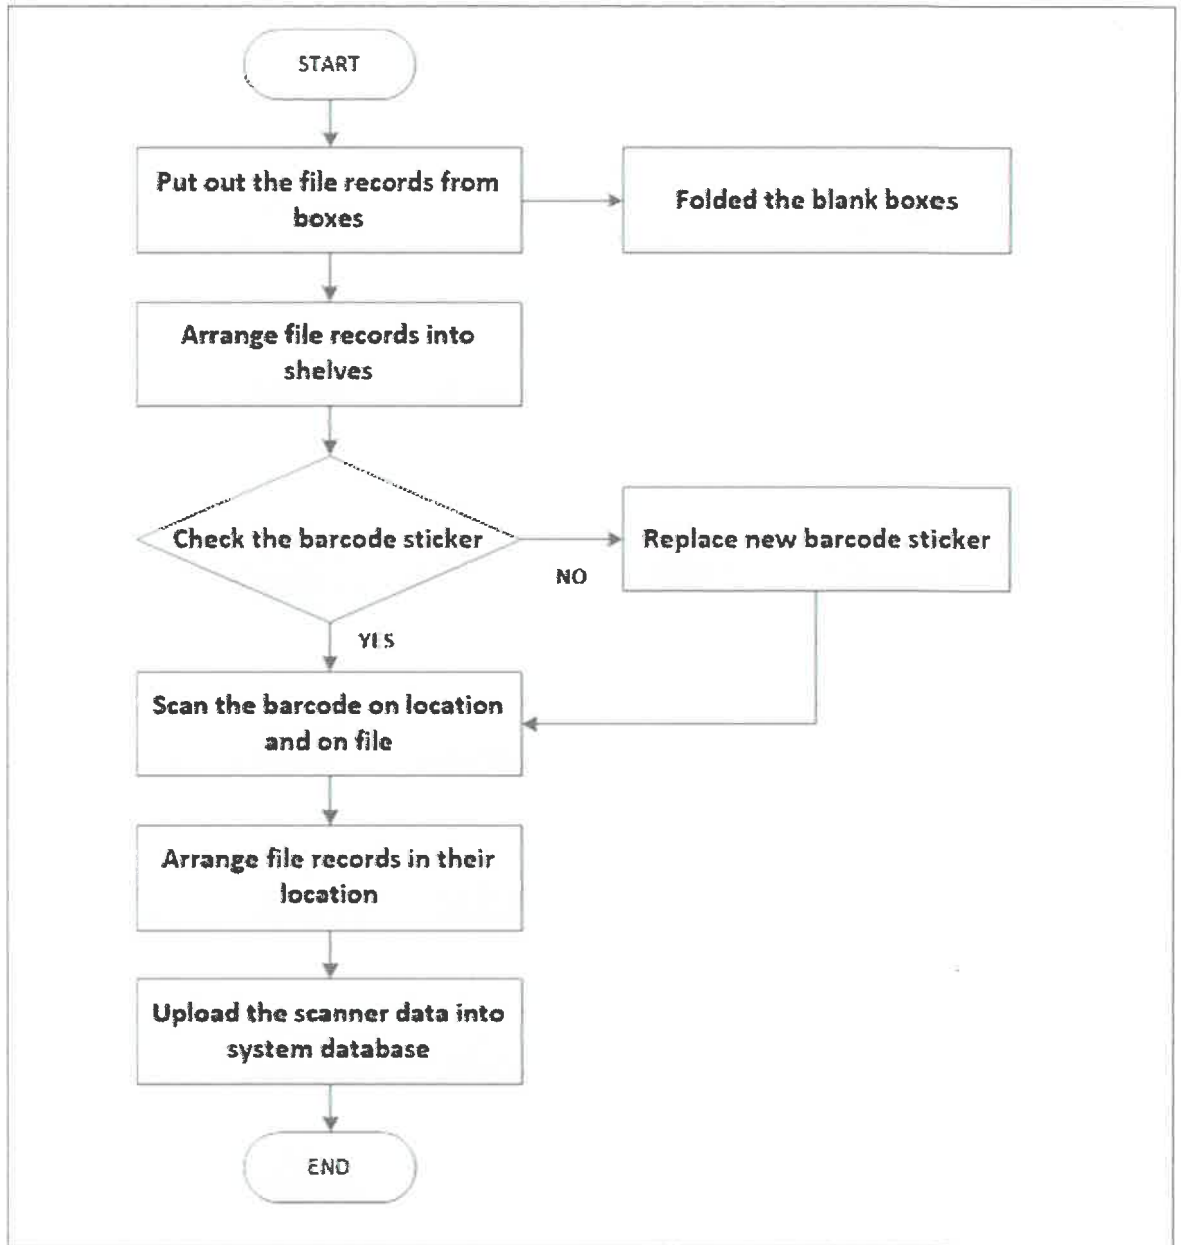 START
Put out the file records from
boxes
Folded the blank boxes
Arrange file records into
shelves
Check the barcode sticker
Replace new barcode sticker
NO
YES
Scan the barcode on location
and on file
Arrange file records in their
location
Upload the scanner data into
system database
END